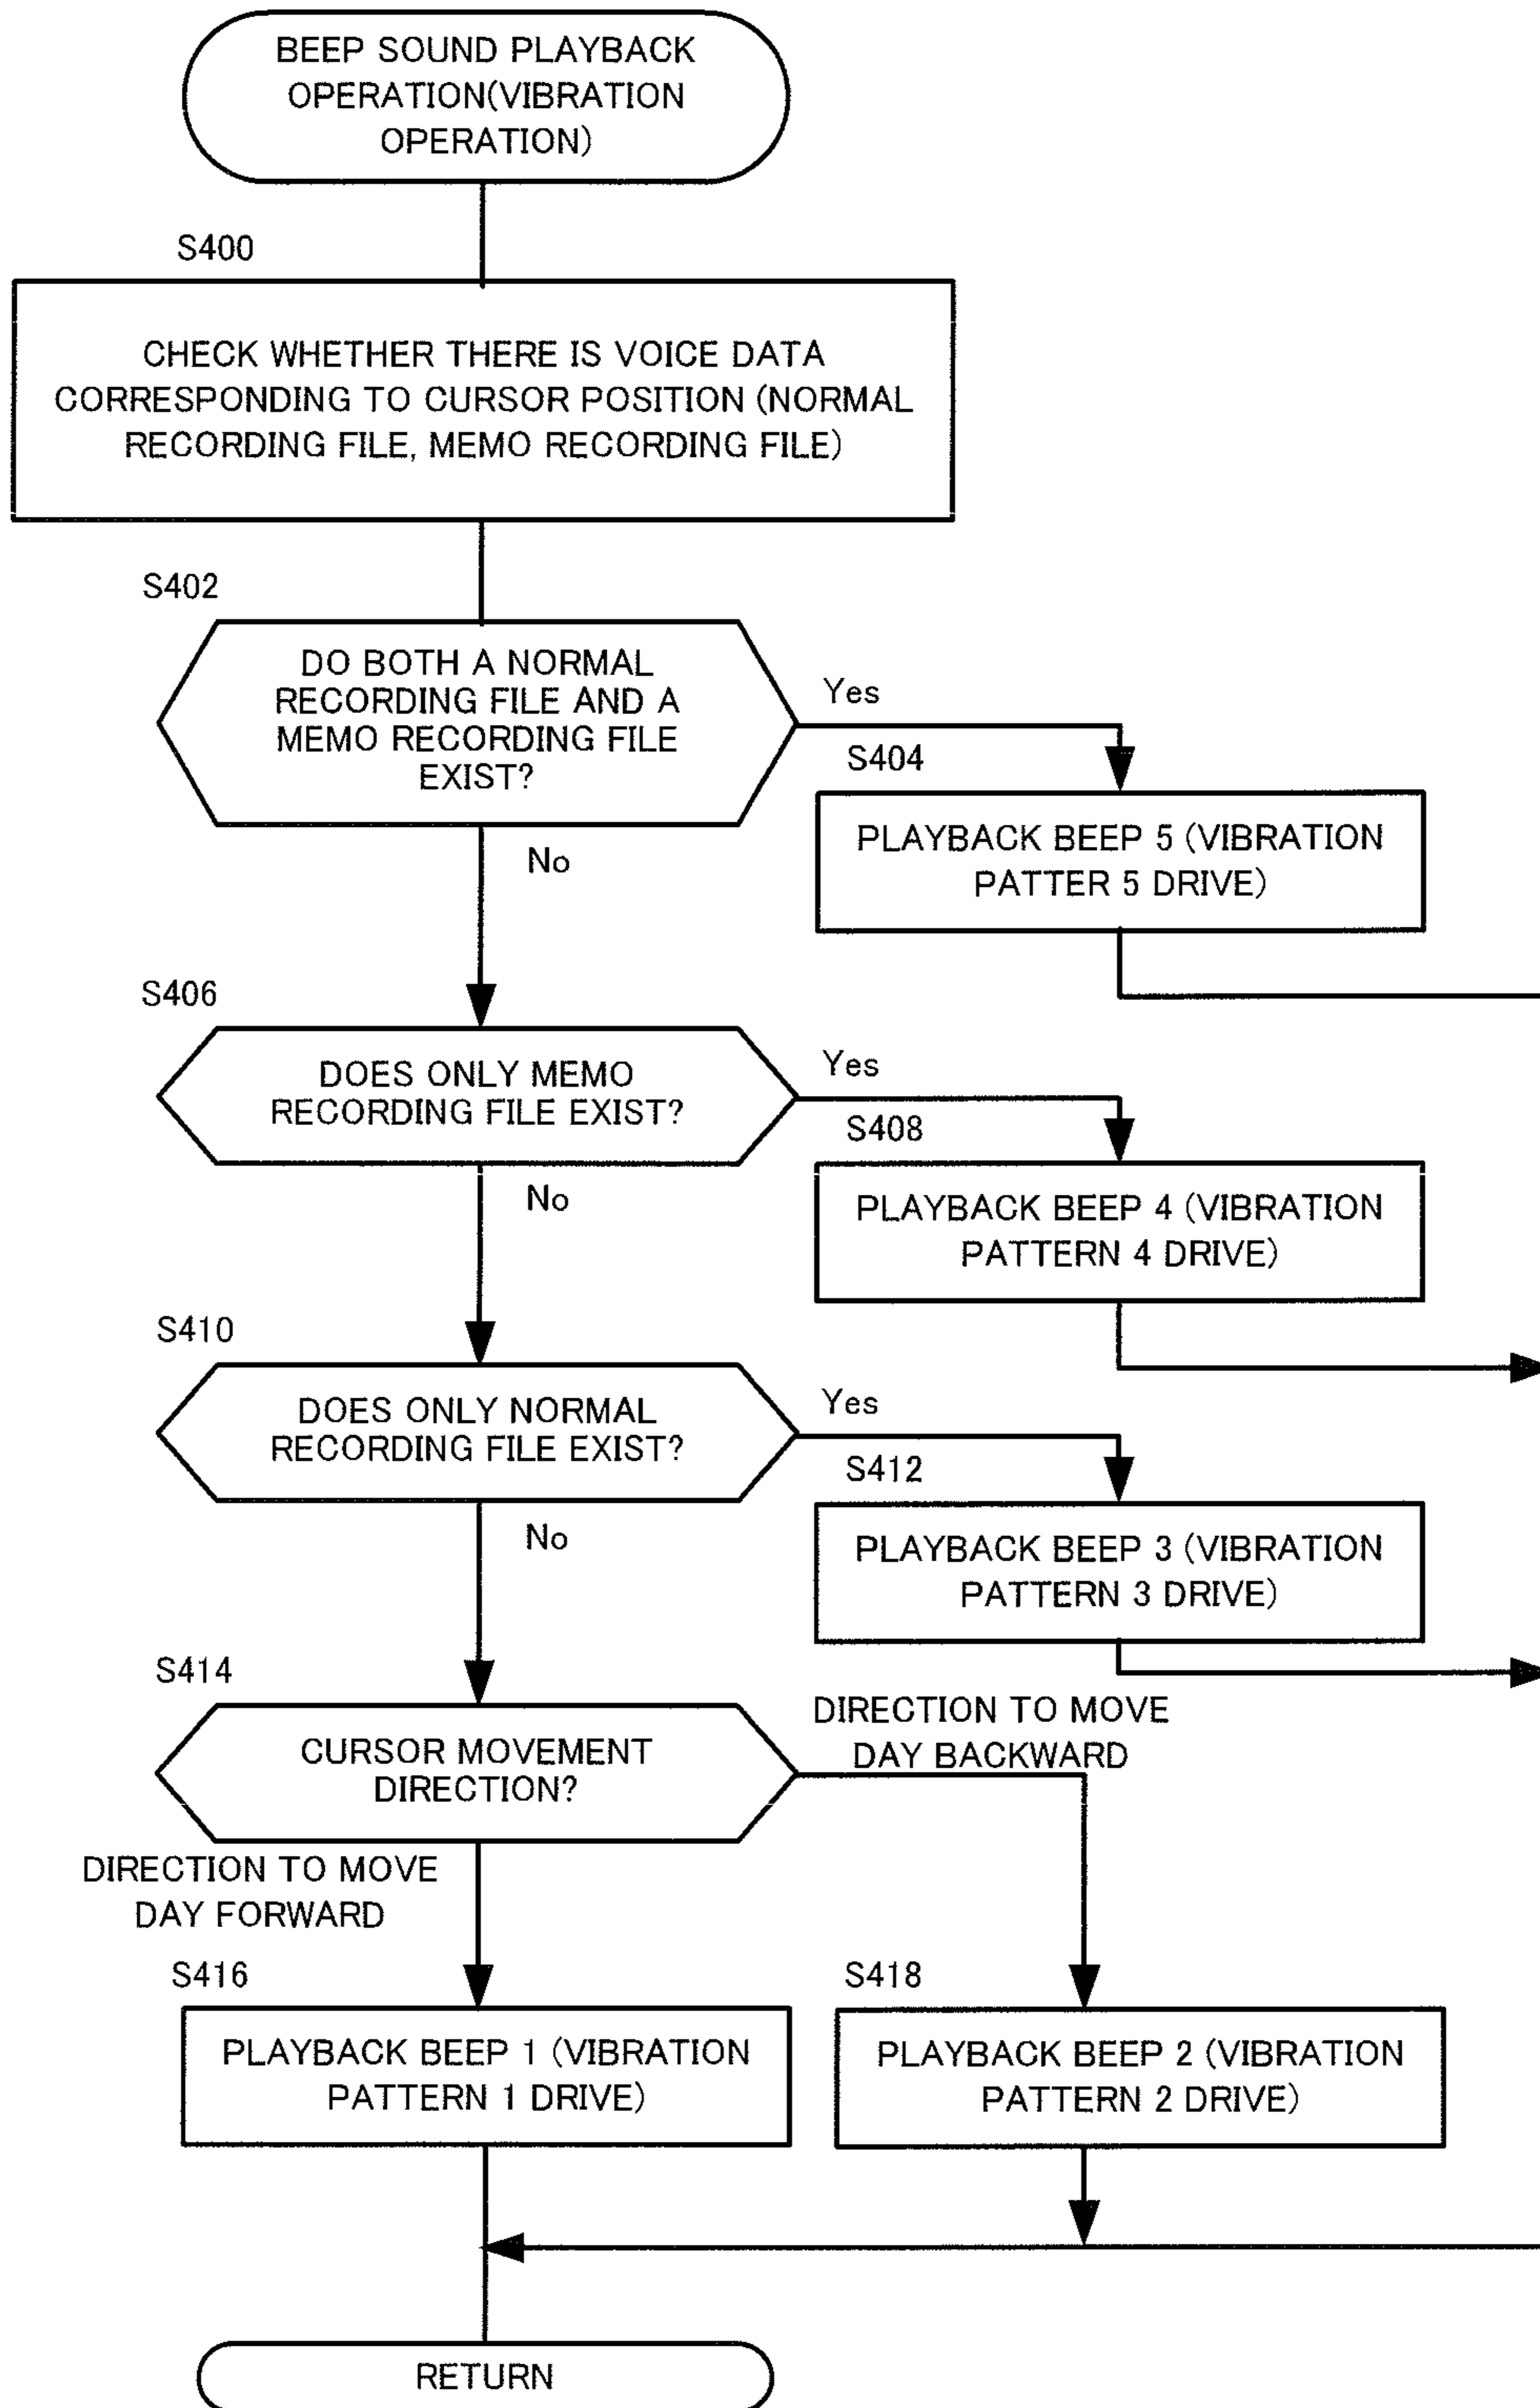 BEEP SOUND PLAYBACK
OPERATION(VIBRATION
OPERATION)
S400
CHECK WHETHER THERE IS VOICE DATA
CORRESPONDING TO CURSOR POSITION (NORMAL
RECORDING FILE, MEMO RECORDING FILE)
S402
DO BOTH A NORMAL
RECORDING FILE AND A
MEMO RECORDING FILE
EXIST?
Yes
S404
PLAYBACK BEEP 5 (VIBRATION
PATTER 5 DRIVE)
No
S406
DOES ONLY MEMO
RECORDING FILE EXIST?
Yes
S408
PLAYBACK BEEP 4 (VIBRATION
PATTERN 4 DRIVE)
No
S410
DOES ONLY NORMAL
RECORDING FILE EXIST?
Yes
S412
PLAYBACK BEEP 3 (VIBRATION
PATTERN 3 DRIVE)
No
S414
CURSOR MOVEMENT
DIRECTION?
DIRECTION TO MOVE
DAY BACKWARD
DIRECTION TO MOVE
DAY FORWARD
S416
PLAYBACK BEEP 1 (VIBRATION
PATTERN 1 DRIVE)
S418
PLAYBACK BEEP 2 (VIBRATION
PATTERN 2 DRIVE)
RETURN